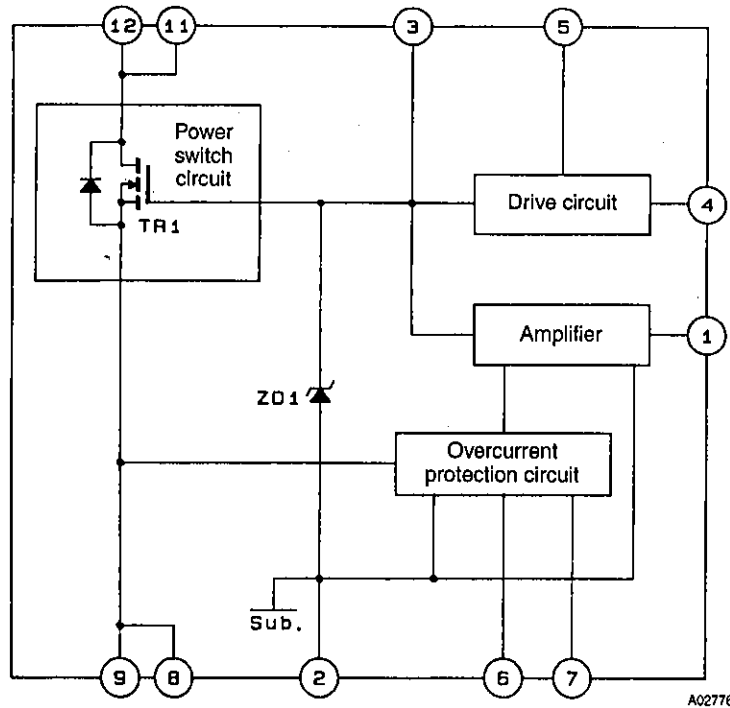 12 11 3 5
Power
switch
circuit
TR1
Drive circuit
4
Amplifier
1
ZD1
Overcurrent
protection circuit
Sub.
9 8 2 6 7
A02776